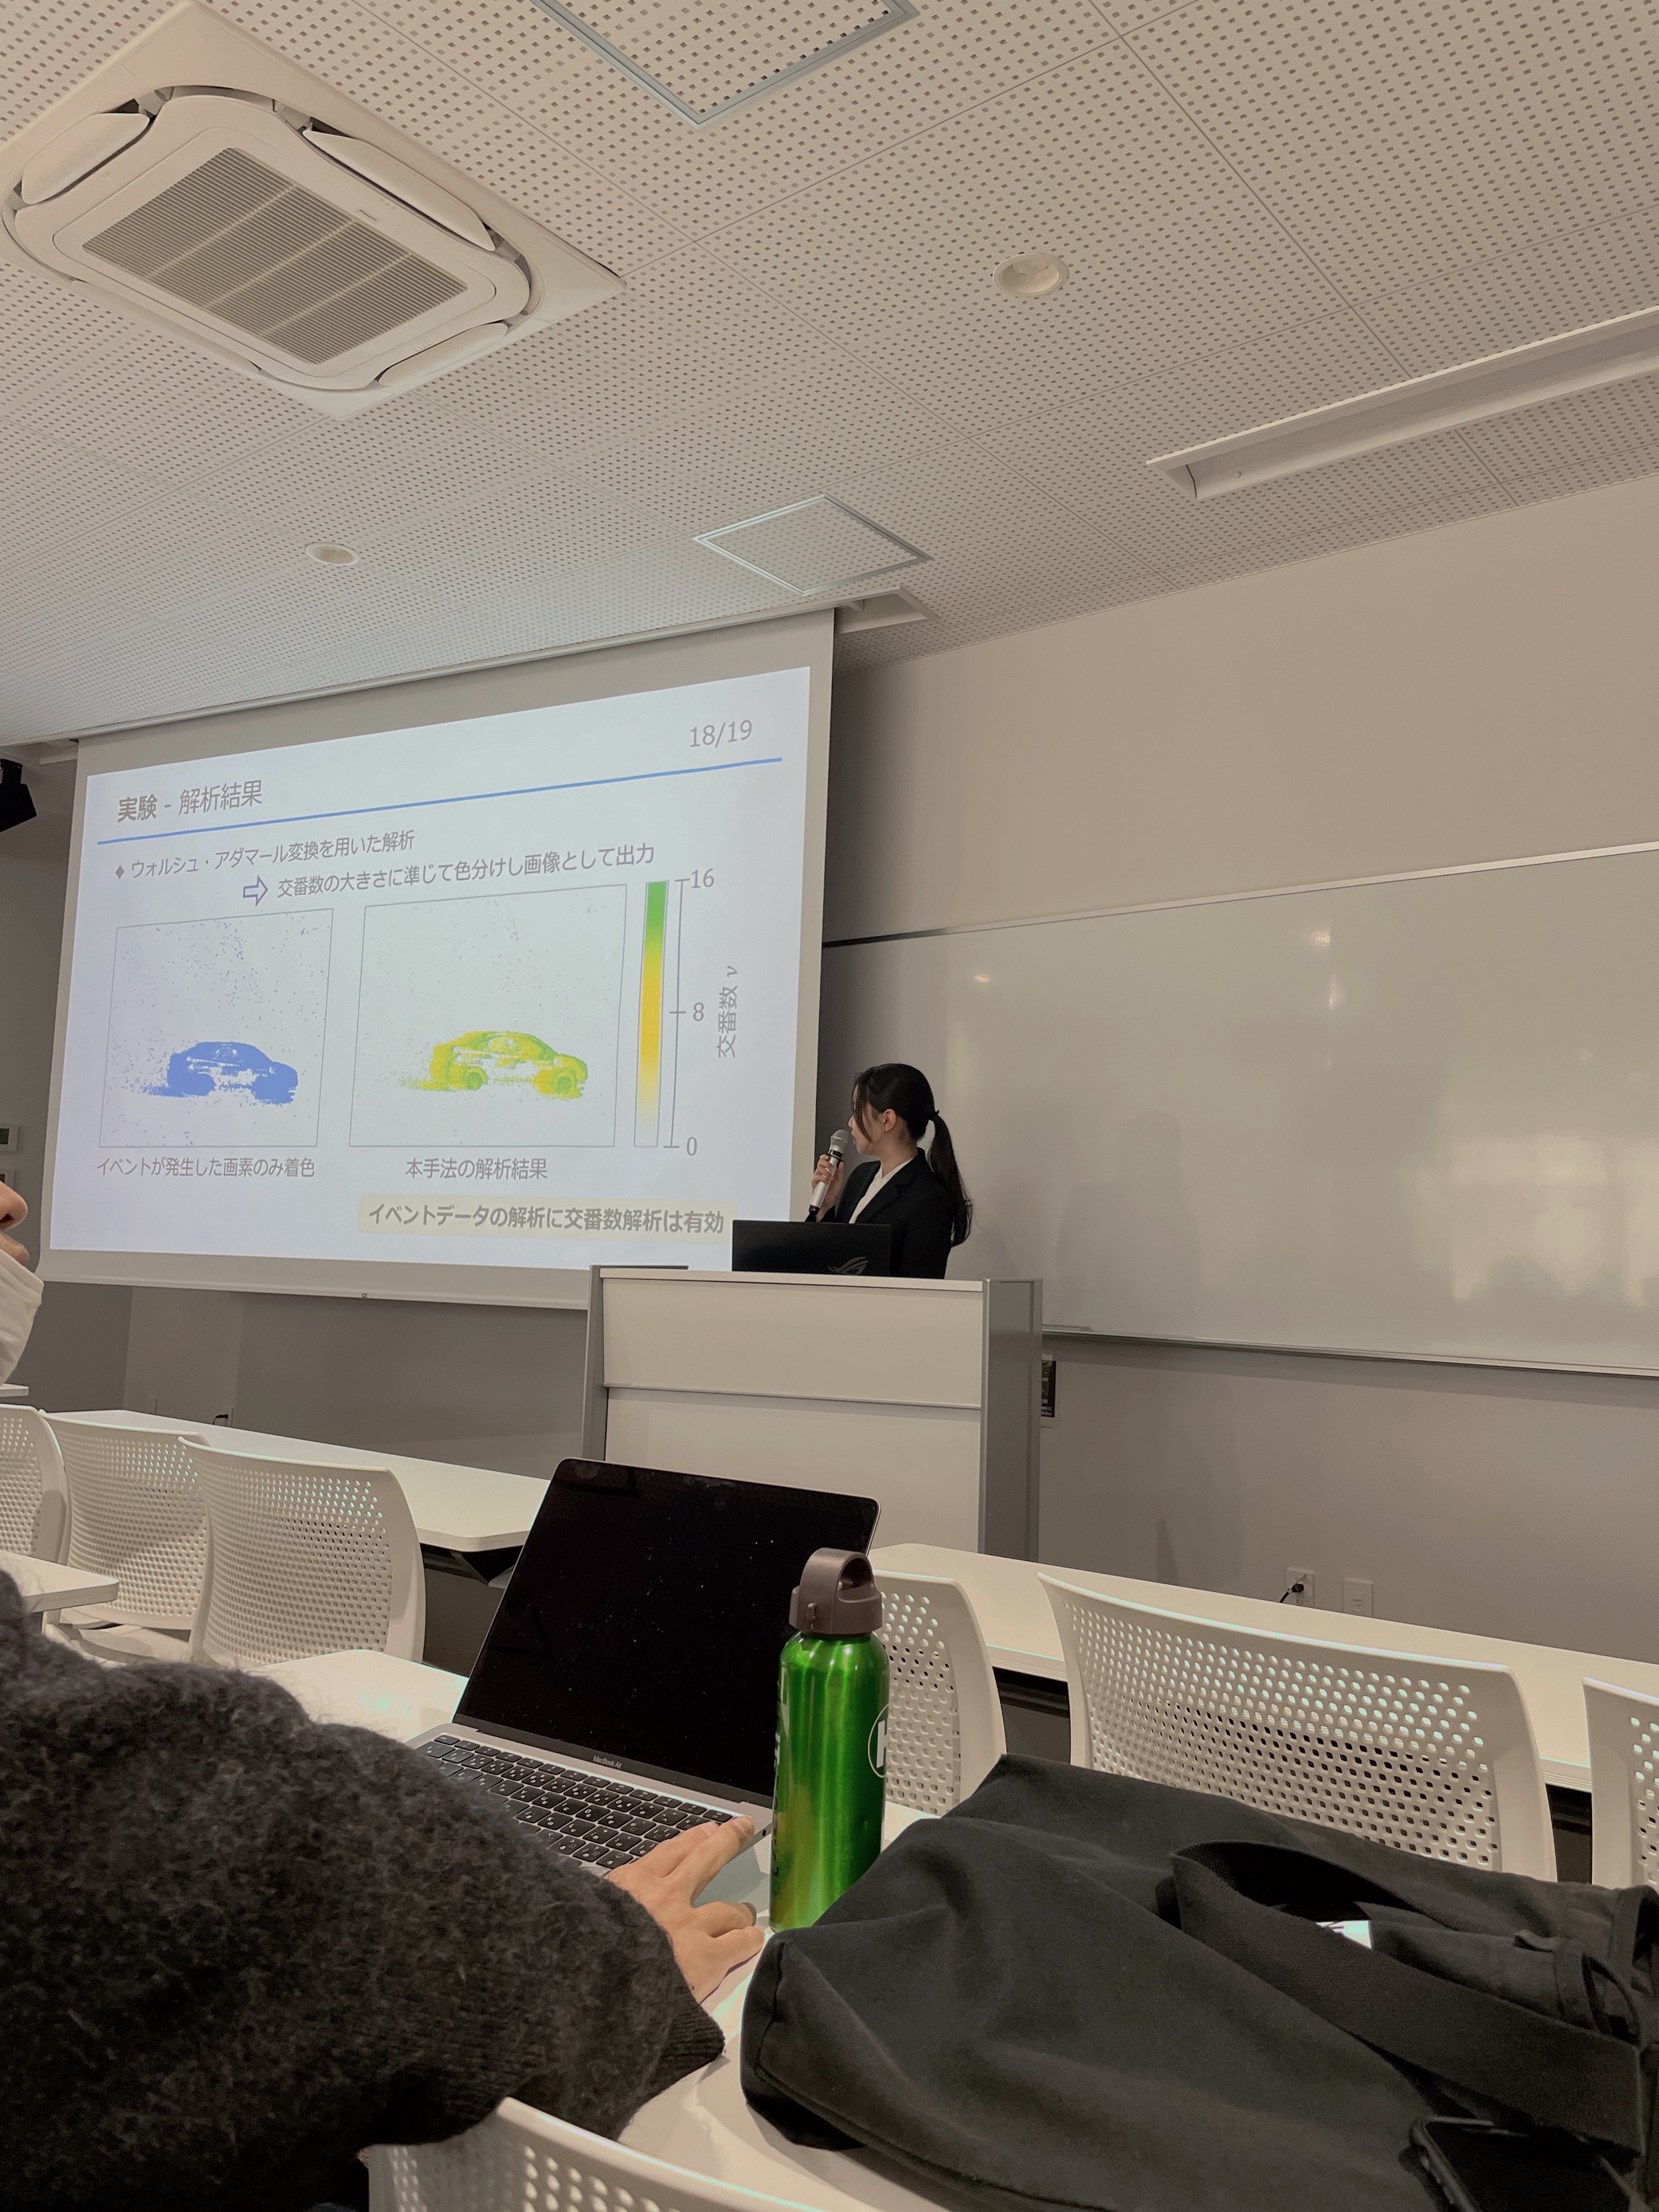 18/19
実験 - 解析結果
◆ ウォルシュ・アダマール変換を用いた解析
⇨ 交番数の大きさに準じて色分けし画像として出力
16
8
0
交番数 ν
イベントが発生した画素のみ着色
本手法の解析結果
イベントデータの解析に交番数解析は有効
MacBook Air